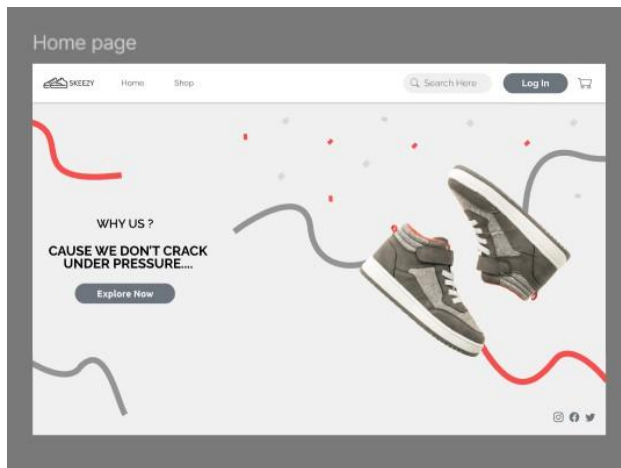 Home page
SKEEZY Home Shop Search Here Log In
WHY US ?
CAUSE WE DON'T CRACK
UNDER PRESSURE....
Explore Now